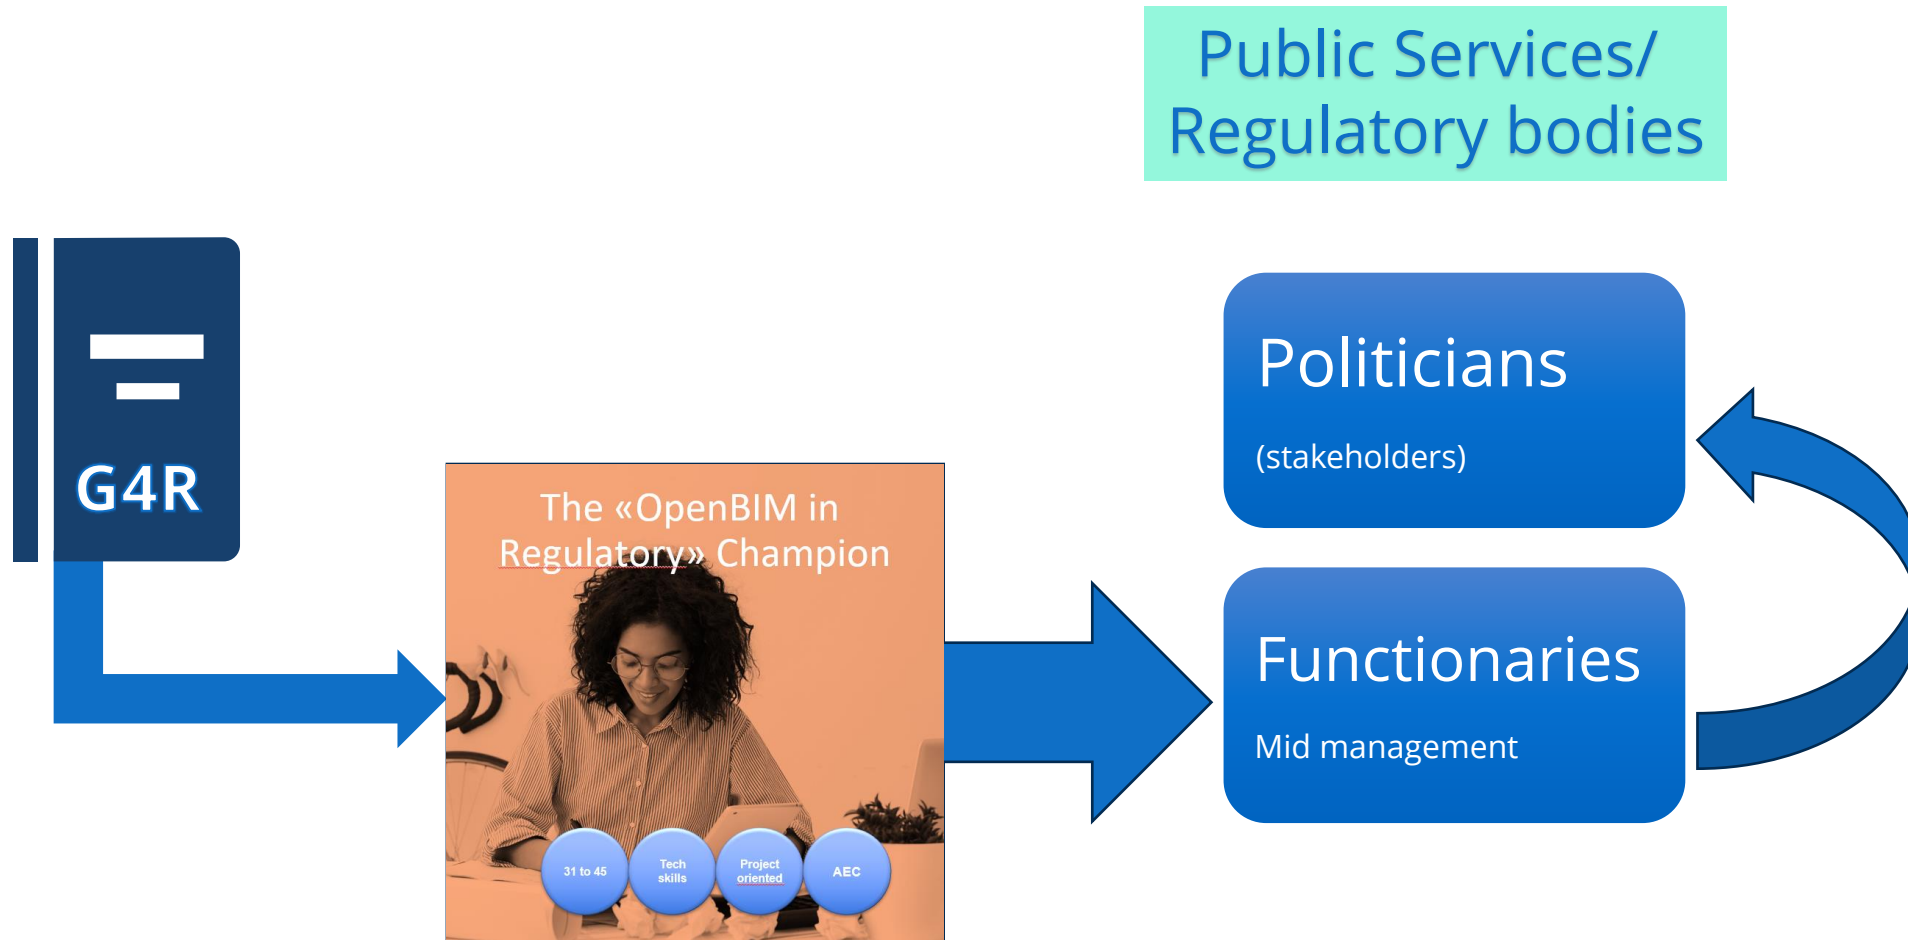 Public Services/
Regulatory bodies
G4R
The «OpenBIM in
Regulatory» Champion
31 to 45
Tech
skills
Project
oriented
AEC
Politicians
(stakeholders)
Functionaries
Mid management